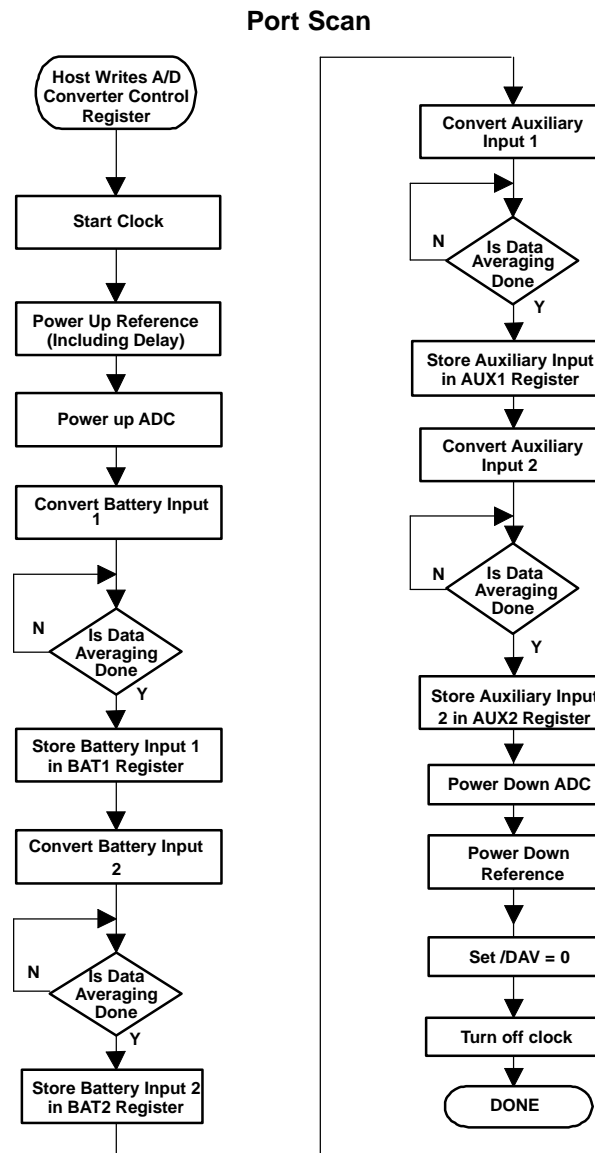 Port Scan
Host Writes A/D
Converter Control
Register
Start Clock
Power Up Reference
(Including Delay)
Power up ADC
Convert Battery Input
1
N
Is Data
Averaging
Done
Y
Store Battery Input 1
in BAT1 Register
Convert Battery Input
2
N
Is Data
Averaging
Done
Y
Store Battery Input 2
in BAT2 Register
Convert Auxiliary
Input 1
N
Is Data
Averaging
Done
Y
Store Auxiliary Input
in AUX1 Register
Convert Auxiliary
Input 2
N
Is Data
Averaging
Done
Y
Store Auxiliary Input
2 in AUX2 Register
Power Down ADC
Power Down
Reference
Set /DAV = 0
Turn off clock
DONE